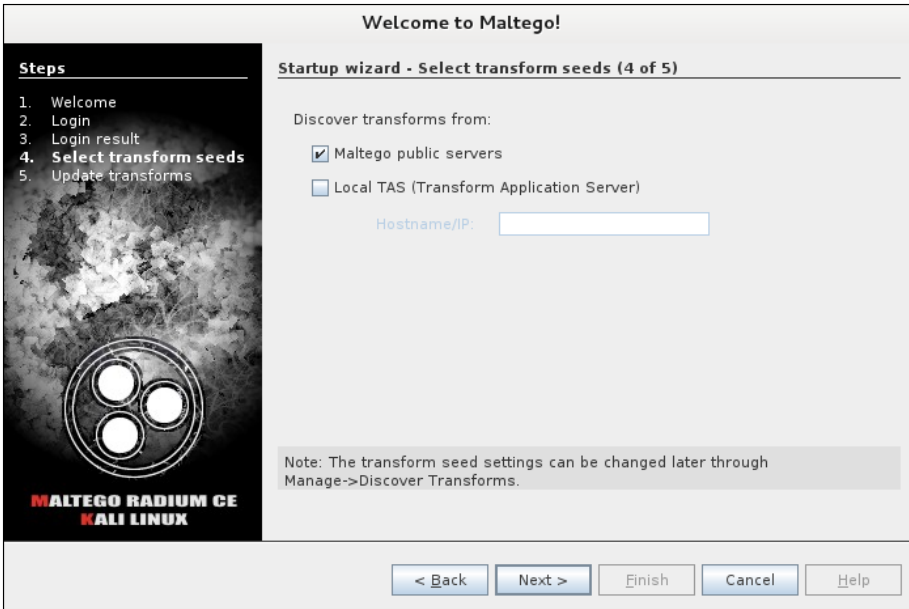 Welcome to Maltego!
Steps
1. Welcome
2. Login
3. Login result
4. Select transform seeds
5. Update transforms
MALTEGO RADIUM CE
KALI LINUX
Startup wizard - Select transform seeds (4 of 5)
Discover transforms from:
Maltego public servers
Local TAS (Transform Application Server)
Hostname/IP:
Note: The transform seed settings can be changed later through
Manage->Discover Transforms.
< Back
Next >
Finish
Cancel
Help